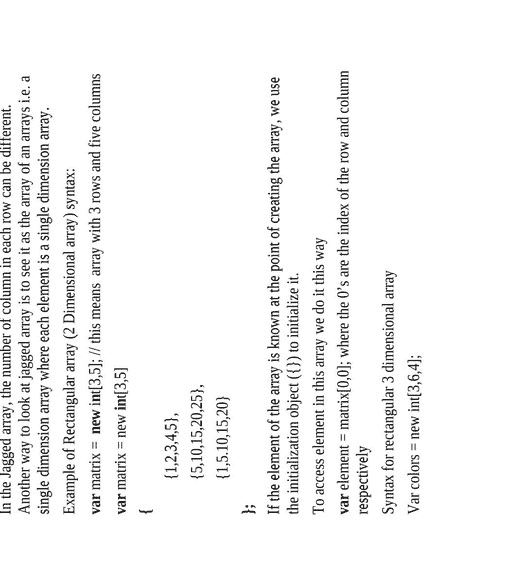 In the Jagged array, the number of column in each row can be different.
Another way to look at jagged array is to see it as the array of an arrays i.e. a
single dimension array where each element is a single dimension array.
Example of Rectangular array (2 Dimensional array) syntax:
var matrix = new int[3,5]; // this means array with 3 rows and five columns
var matrix = new int[3,5]
{
{1,2,3,4,5},
{5,10,15,20,25},
{1,5.10,15,20}
};
If the element of the array is known at the point of creating the array, we use
the initialization object ({}) to initialize it.
To access element in this array we do it this way
var element = matrix[0,0]; where the 0's are the index of the row and column
respectively
Syntax for rectangular 3 dimensional array
Var colors = new int[3,6,4];